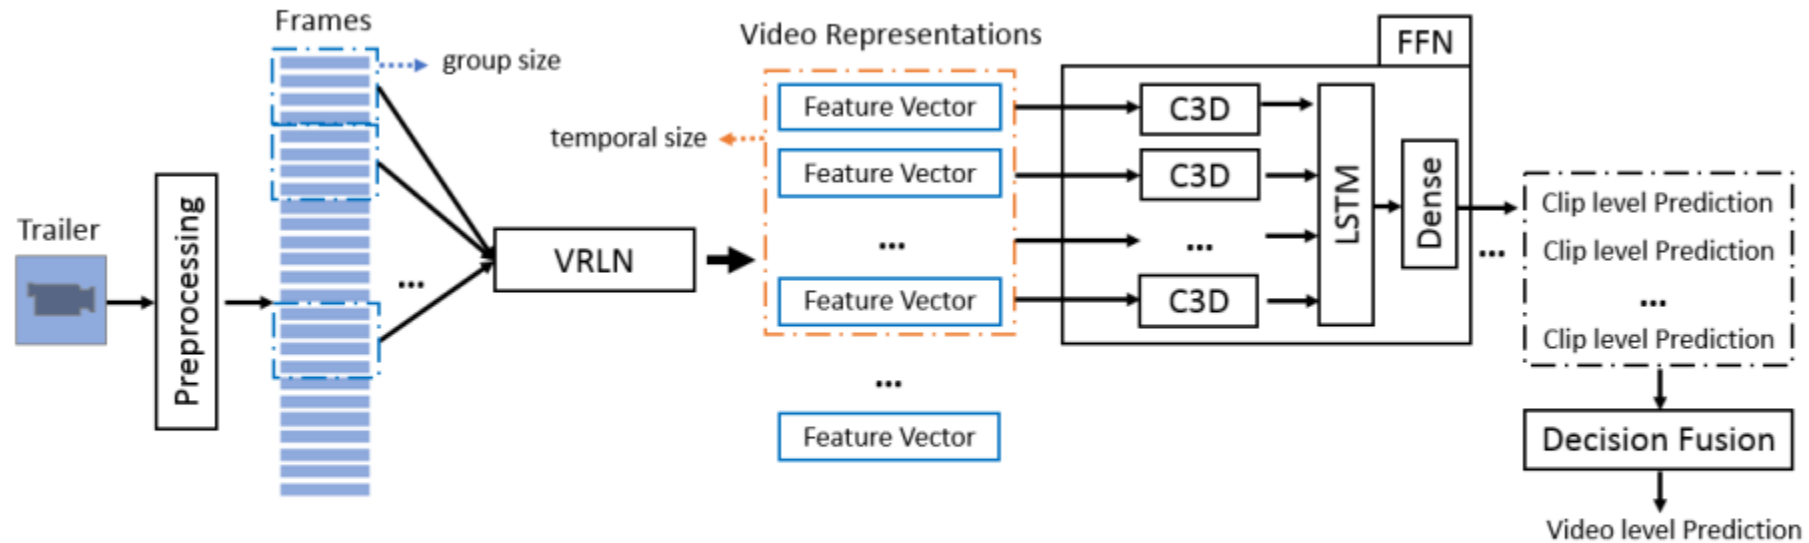 Trailer
Preprocessing
Frames
group size
...
VRLN
Video Representations
temporal size
Feature Vector
Feature Vector
...
Feature Vector
...
Feature Vector
FFN
C3D
C3D
...
C3D
LSTM
Dense
...
Clip level Prediction
Clip level Prediction
...
Clip level Prediction
Decision Fusion
Video level Prediction